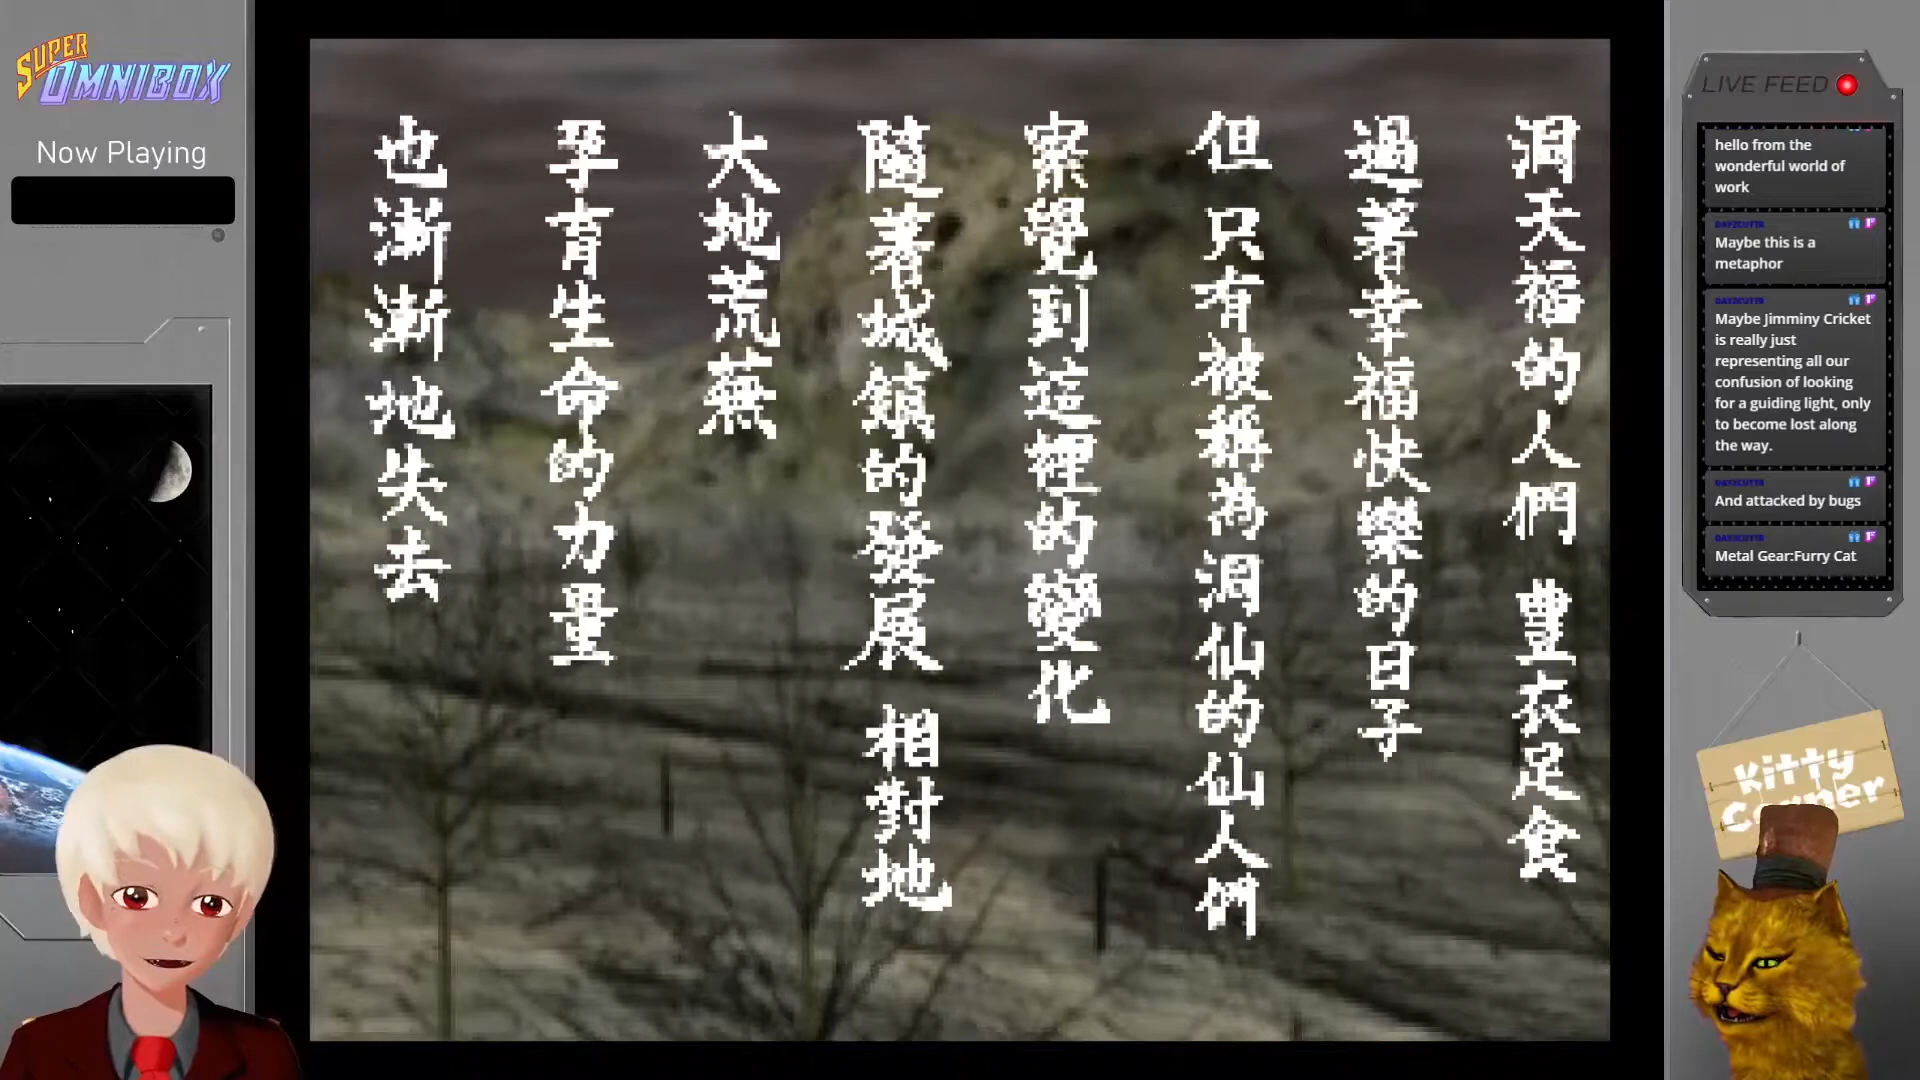 SUPER
OMNIBOX
Now Playing
洞天福的人們 豐衣足食
過著幸福快樂的日子
但 只有被稱為洞仙的仙人們
察覺到這裡的變化
隨著城鎮的發展 相對地
大地荒蕪
孕育生命的力量
也漸漸地失去
LIVE FEED
hello from the
wonderful world of
work
DAYZCUTTR
Maybe this is a
metaphor
DAYZCUTTR
Maybe Jimminy Cricket
is really just
representing all our
confusion of looking
for a guiding light, only
to become lost along
the way.
DAYZCUTTR
And attacked by bugs
DAYZCUTTR
Metal Gear:Furry Cat
Kitty
Corner